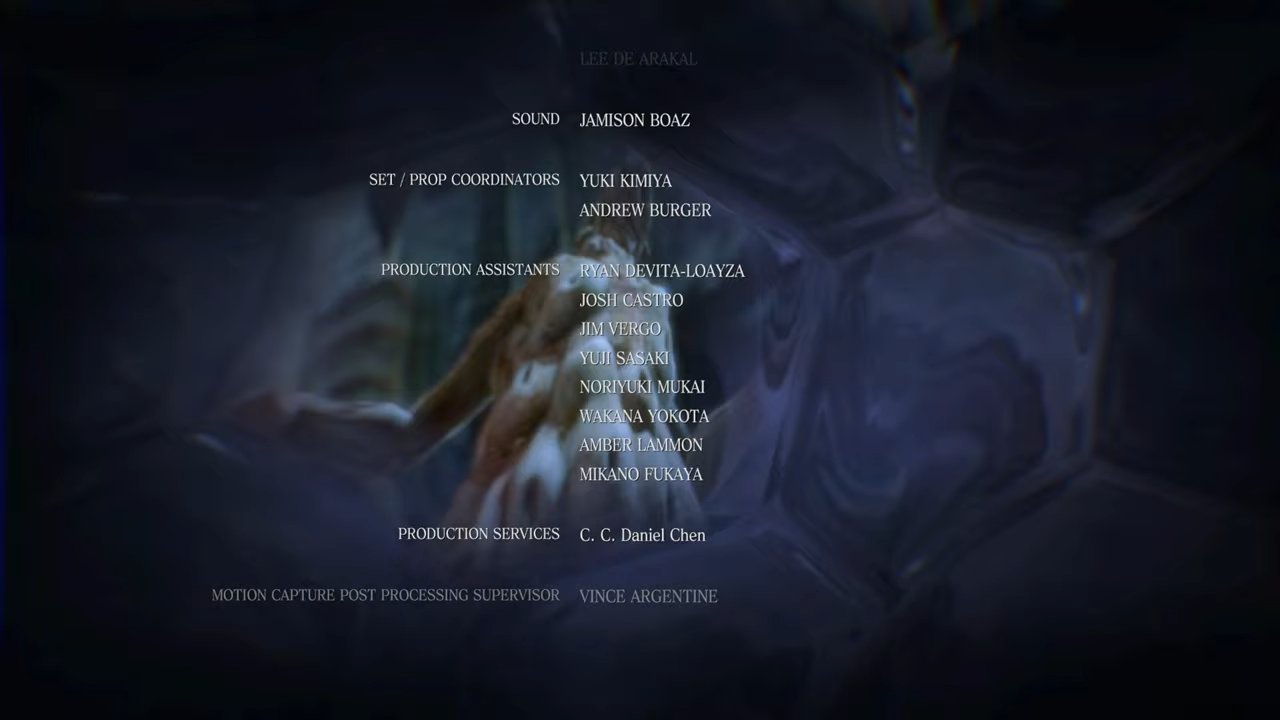 LEE DE ARAKAL
SOUND JAMISON BOAZ
SET / PROP COORDINATORS YUKI KIMIYA
ANDREW BURGER
PRODUCTION ASSISTANTS RYAN DEVITA-LOAYZA
JOSH CASTRO
JIM VERGO
YUJI SASAKI
NORIYUKI MUKAI
WAKANA YOKOTA
AMBER LAMMON
MIKANO FUKAYA
PRODUCTION SERVICES C. C. Daniel Chen
MOTION CAPTURE POST PROCESSING SUPERVISOR VINCE ARGENTINE